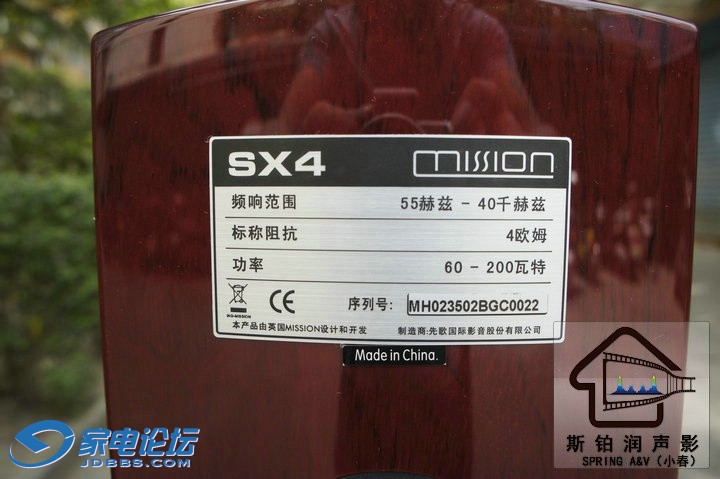 SX4 mission
频响范围 55赫兹 - 40千赫兹
标称阻抗 4欧姆
功率 60 - 200瓦特
序列号: MH023502BGC0022
本产品由英国MISSION设计和开发 制造商:先歌国际影音股份有限公司
Made in China.
家电论坛
JDBBS.COM
斯铂润声影
SPRING A&V (小春)